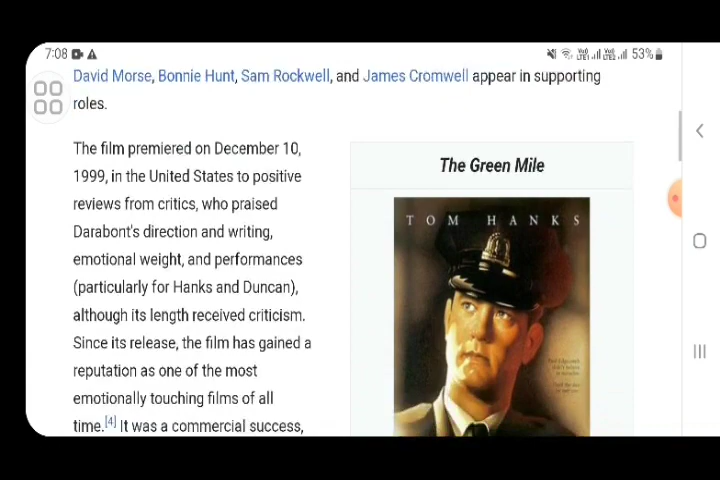 7:08
53%
David Morse, Bonnie Hunt, Sam Rockwell, and James Cromwell appear in supporting
roles.
The film premiered on December 10,
1999, in the United States to positive
reviews from critics, who praised
Darabont's direction and writing,
emotional weight, and performances
(particularly for Hanks and Duncan),
although its length received criticism.
Since its release, the film has gained a
reputation as one of the most
emotionally touching films of all
time.[4] It was a commercial success,
The Green Mile
TOM HANKS